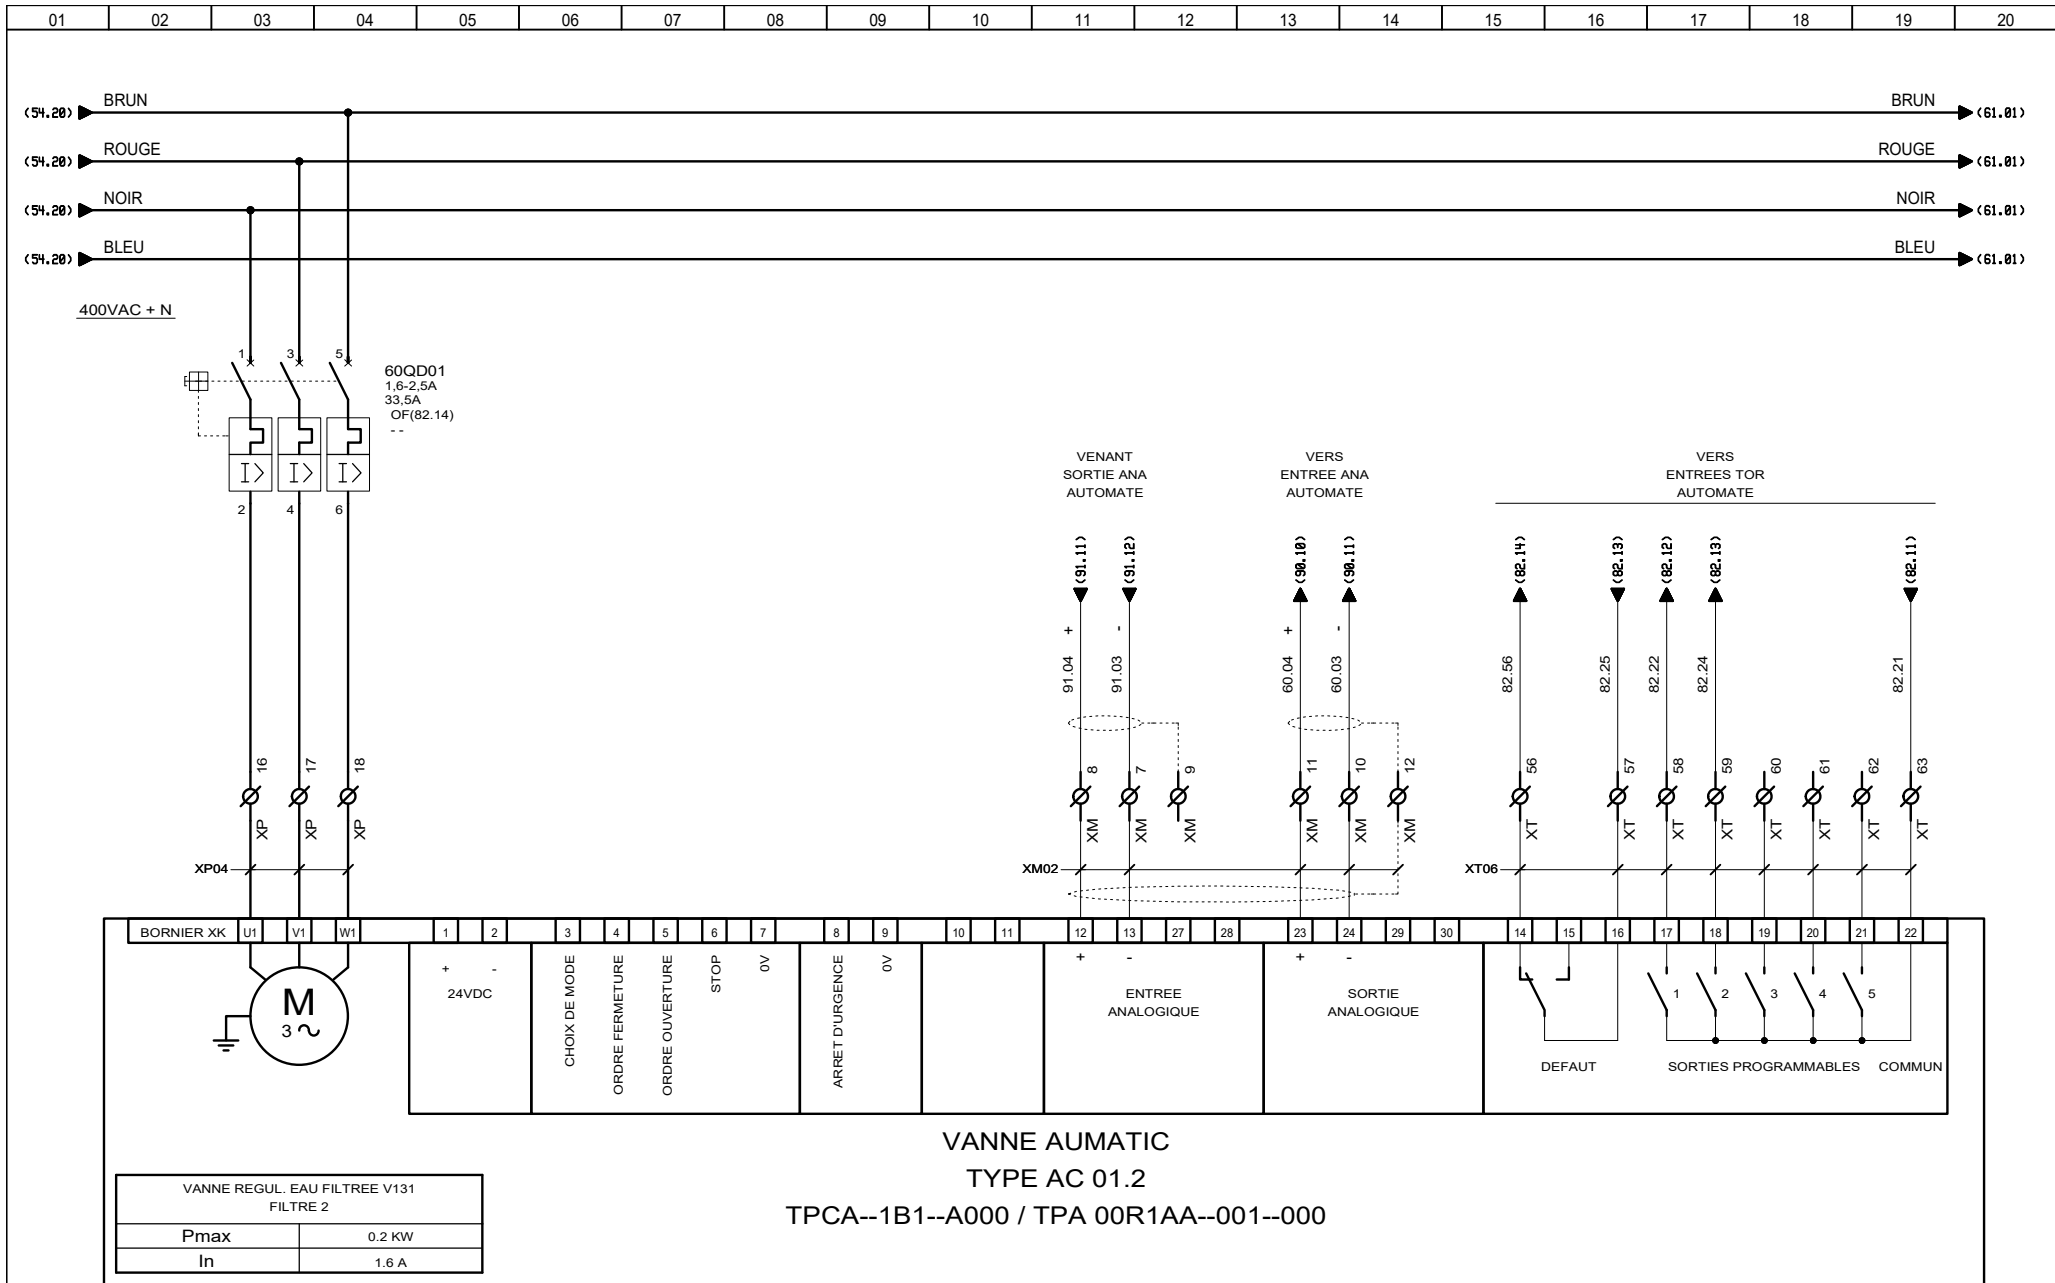 01 02 03 04 05 06 07 08 09 10 11 12 13 14 15 16 17 18 19 20
(54.20) BRUN BRUN (61.01)
(54.20) ROUGE ROUGE (61.01)
(54.20) NOIR NOIR (61.01)
(54.20) BLEU BLEU (61.01)
400VAC + N
1 3 5
60QD01
1,6-2,5A
33,5A
OF(82.14)
- -
I> I> I>
2 4 6
VENANT
SORTIE ANA
AUTOMATE
VERS
ENTREE ANA
AUTOMATE
VERS
ENTREES TOR
AUTOMATE
(91.11) (91.12) (90.10) (90.11) (82.14) (82.13) (82.12) (82.13) (82.11)
+ - + -
91.04 91.03 60.04 60.03 82.56 82.25 82.22 82.24 82.21
16 17 18 8 7 9 11 10 12 56 57 58 59 60 61 62 63
XP XP XP XM XM XM XM XM XM XT XT XT XT XT XT XT XT
XP04 XM02 XT06
BORNIER XK U1 V1 W1 1 2 3 4 5 6 7 8 9 10 11 12 13 27 28 23 24 29 30 14 15 16 17 18 19 20 21 22
M
3
+ -
24VDC
CHOIX DE MODE
ORDRE FERMETURE
ORDRE OUVERTURE
STOP
0V
ARRET D'URGENCE
0V
+ -
ENTREE
ANALOGIQUE
+ -
SORTIE
ANALOGIQUE
1 2 3 4 5
DEFAUT SORTIES PROGRAMMABLES COMMUN
VANNE AUMATIC
TYPE AC 01.2
TPCA--1B1--A000 / TPA 00R1AA--001--000
VANNE REGUL. EAU FILTREE V131
FILTRE 2
Pmax 0.2 KW
In 1.6 A